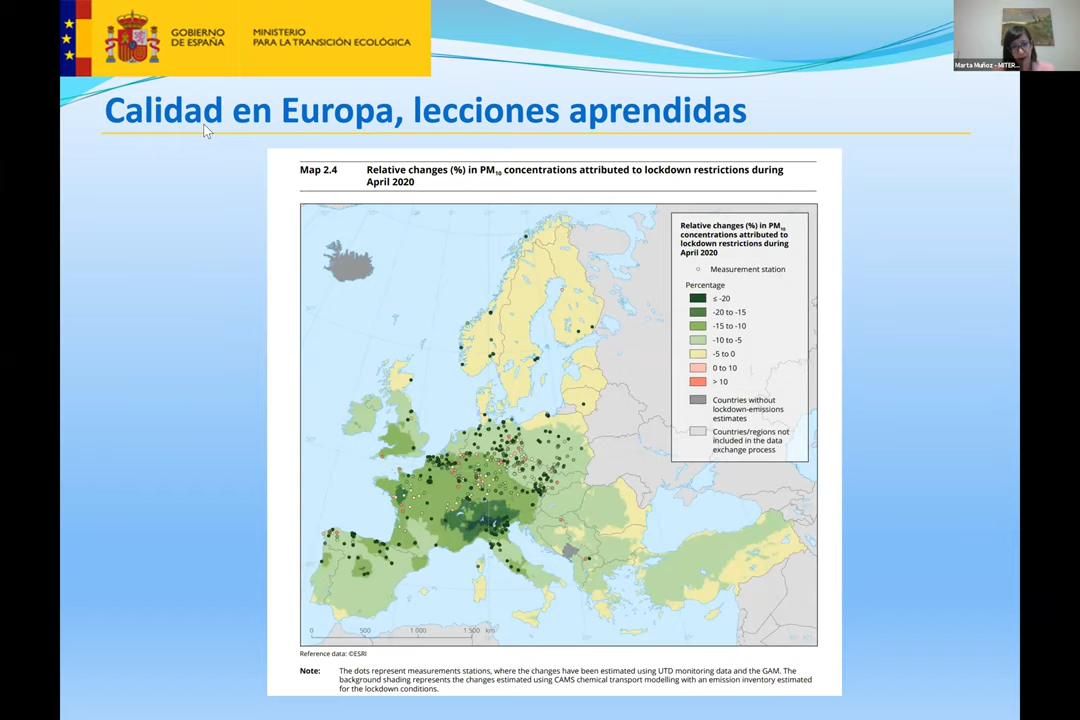 GOBIERNO
DE ESPAÑA
MINISTERIO
PARA LA TRANSICIÓN ECOLÓGICA
Marta Muñoz - MITER...
Calidad en Europa, lecciones aprendidas
Map 2.4 Relative changes (%) in PM10 concentrations attributed to lockdown restrictions during
April 2020
Relative changes (%) in PM10
concentrations attributed to
lockdown restrictions during
April 2020
Measurement station
Percentage
≤ -20
-20 to -15
-15 to -10
-10 to -5
-5 to 0
0 to 10
> 10
Countries without
lockdown-emissions
estimates
Countries/regions not
included in the data
exchange process
0 500 1 000 1 500 km
Reference data: ©ESRI
Note: The dots represent measurements stations, where the changes have been estimated using UTD monitoring data and the GAM. The
background shading represents the changes estimated using CAMS chemical transport modelling with an emission inventory estimated
for the lockdown conditions.